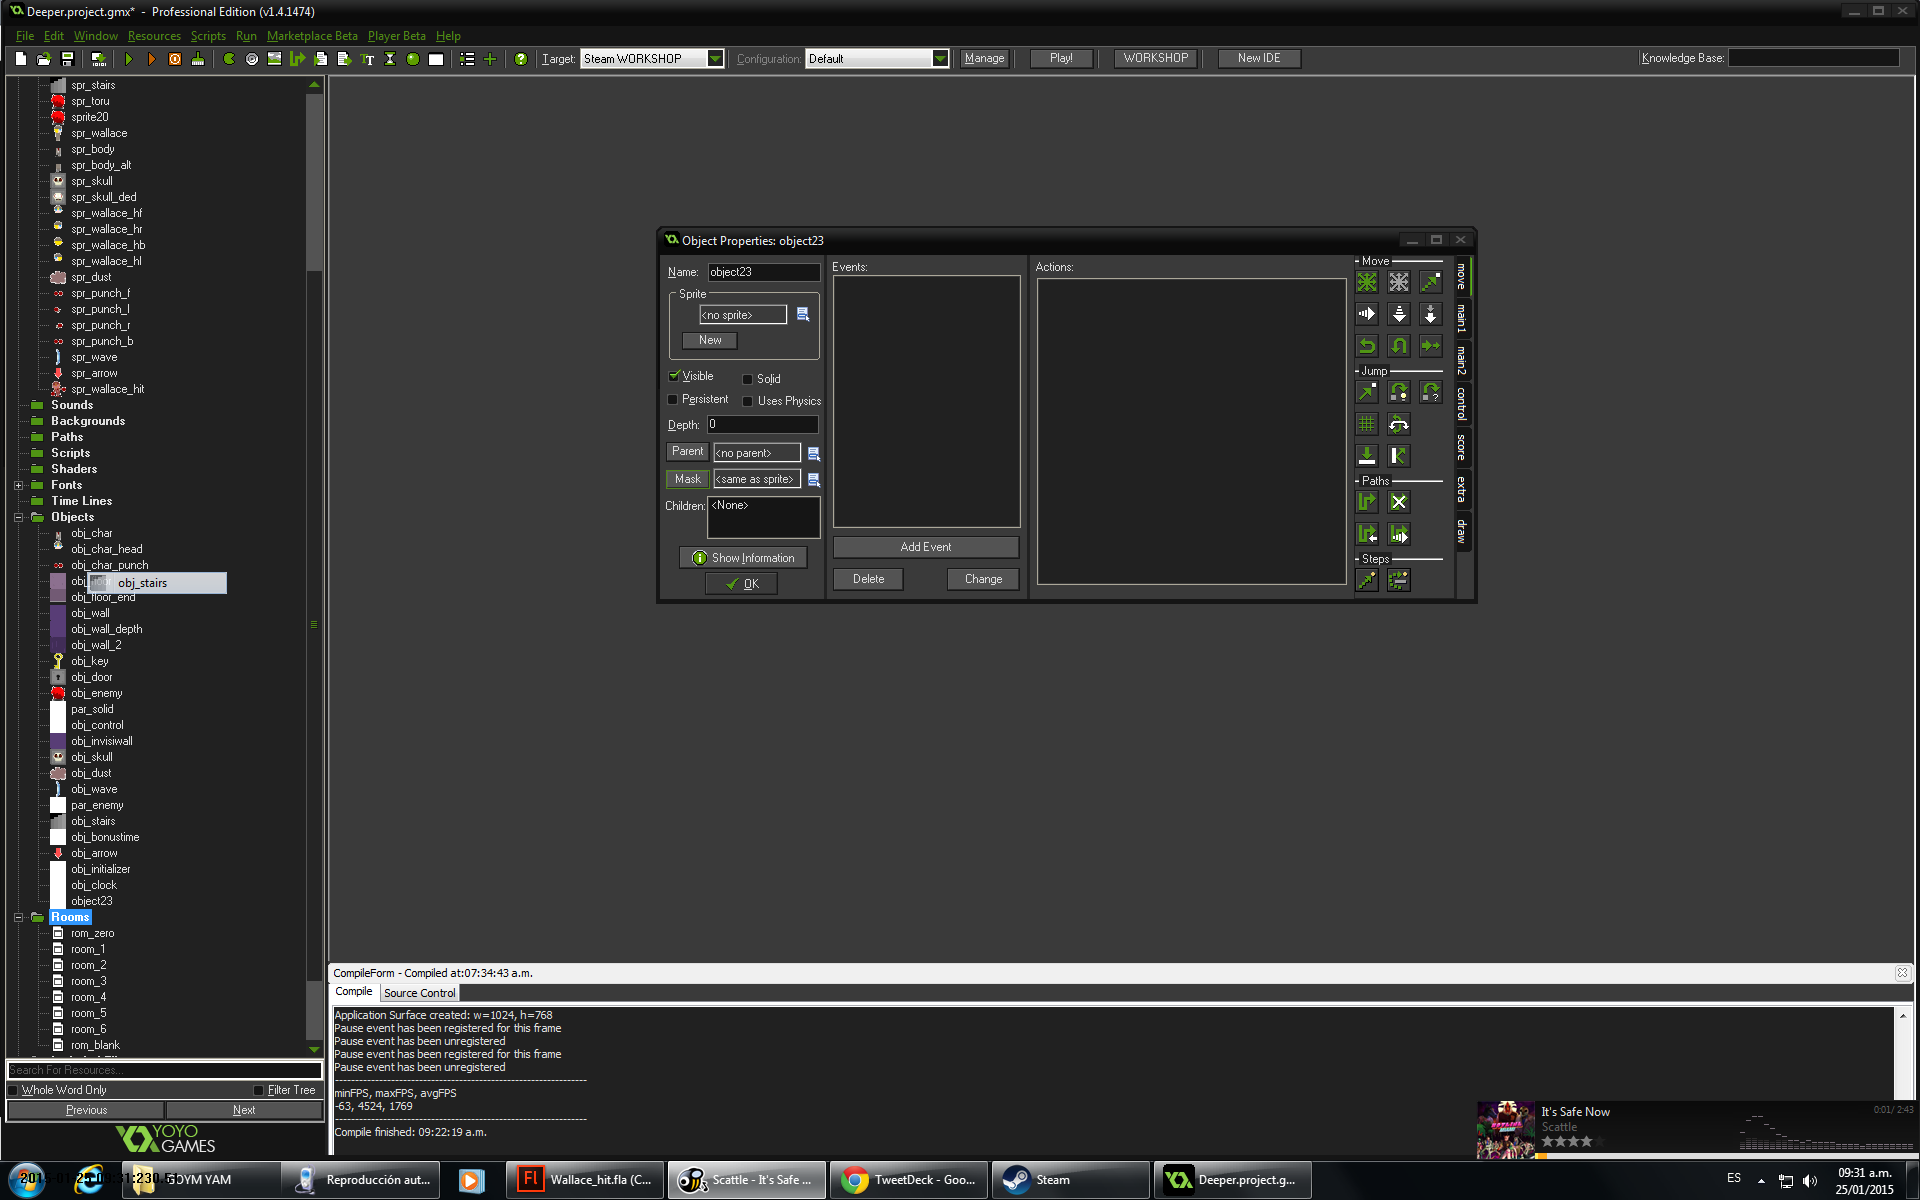 Deeper.project.gmx* - Professional Edition (v1.4.1474)
File Edit Window Resources Scripts Run Marketplace Beta Player Beta Help
Target: Steam WORKSHOP Configuration: Default Manage Play! WORKSHOP New IDE Knowledge Base:
spr_stairs
spr_toru
sprite20
spr_wallace
spr_body
spr_body_alt
spr_skull
spr_skull_ded
spr_wallace_hf
spr_wallace_hr
spr_wallace_hb
spr_wallace_hl
spr_dust
spr_punch_f
spr_punch_l
spr_punch_r
spr_punch_b
spr_wave
spr_arrow
spr_wallace_hit
Sounds
Backgrounds
Paths
Scripts
Shaders
Fonts
Time Lines
Objects
obj_char
obj_char_head
obj_char_punch
obj_stairs
obj_floor_end
obj_wall
obj_wall_depth
obj_wall_2
obj_key
obj_door
obj_enemy
par_solid
obj_control
obj_invisiwall
obj_skull
obj_dust
obj_wave
par_enemy
obj_stairs
obj_bonustime
obj_arrow
obj_initializer
obj_clock
object23
Rooms
rom_zero
room_1
room_2
room_3
room_4
room_5
room_6
rom_blank
Search For Resources...
Whole Word Only Filter Tree
Previous Next
YOYO
GAMES
Object Properties: object23
Name: object23
Sprite
<no sprite>
New
Visible Solid
Persistent Uses Physics
Depth: 0
Parent <no parent>
Mask <same as sprite>
Children: <None>
Show Information
OK
Events:
Add Event
Delete Change
Actions:
Move
Jump
Paths
Steps
move
main1
main2
control
score
extra
draw
CompileForm - Compiled at:07:34:43 a.m.
Compile Source Control
Application Surface created: w=1024, h=768
Pause event has been registered for this frame
Pause event has been unregistered
Pause event has been registered for this frame
Pause event has been unregistered
minFPS, maxFPS, avgFPS
-63, 4524, 1769
Compile finished: 09:22:19 a.m.
It's Safe Now 0:01/ 2:43
Scattle
YM YAM
Reproducción aut...
Wallace_hit.fla (C...
Scattle - It's Safe ...
TweetDeck - Goo...
Steam
Deeper.project.g...
ES
09:31 a.m.
25/01/2015